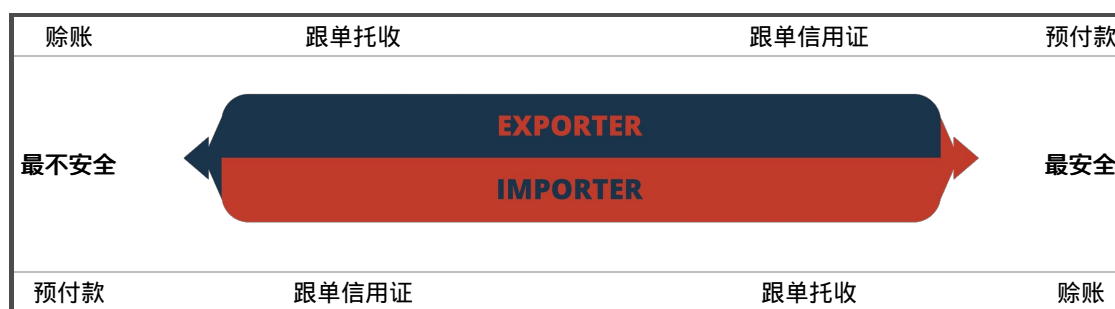 赊账 跟单托收 跟单信用证 预付款
EXPORTER
最不安全 最安全
IMPORTER
预付款 跟单信用证 跟单托收 赊账